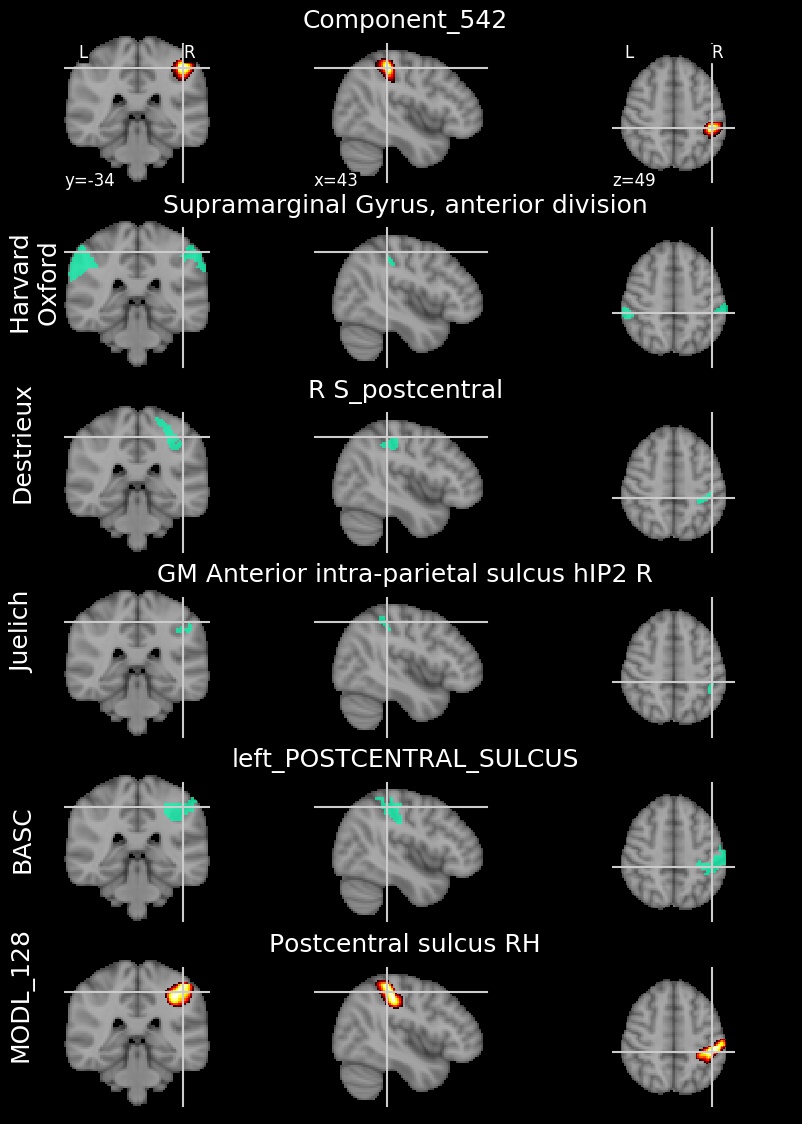 Component_542
L R L R
y=-34 x=43 z=49
Supramarginal Gyrus, anterior division
Harvard
Oxford
R S_postcentral
Destrieux
GM Anterior intra-parietal sulcus hIP2 R
Juelich
left_POSTCENTRAL_SULCUS
BASC
Postcentral sulcus RH
MODL_128